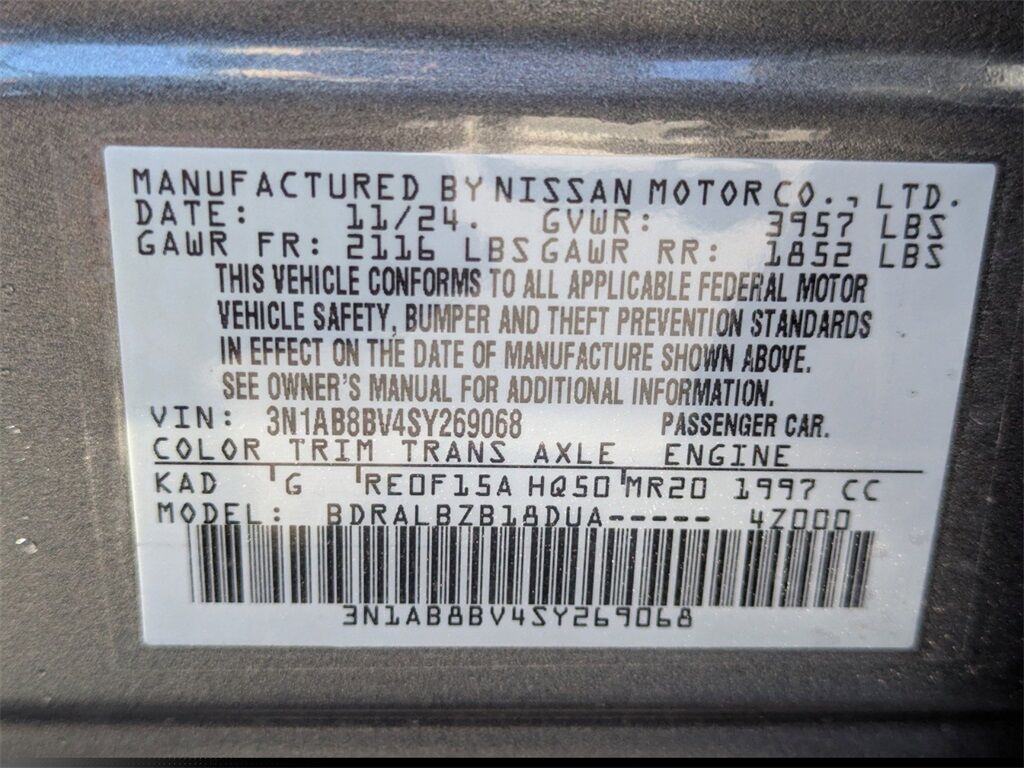 MANUFACTURED BY NISSAN MOTOR CO., LTD.
DATE: 11/24. GVWR: 3957 LBS
GAWR FR: 2116 LBS GAWR RR: 1852 LBS
THIS VEHICLE CONFORMS TO ALL APPLICABLE FEDERAL MOTOR
VEHICLE SAFETY, BUMPER AND THEFT PREVENTION STANDARDS
IN EFFECT ON THE DATE OF MANUFACTURE SHOWN ABOVE.
SEE OWNER'S MANUAL FOR ADDITIONAL INFORMATION.
VIN: 3N1AB8BV4SY269068 PASSENGER CAR.
COLOR TRIM TRANS AXLE ENGINE
KAD G RE0F15A HQ50 MR20 1997 CC
MODEL: BDRALBZB18DUA----- 4Z000
3N1AB8BV4SY269068